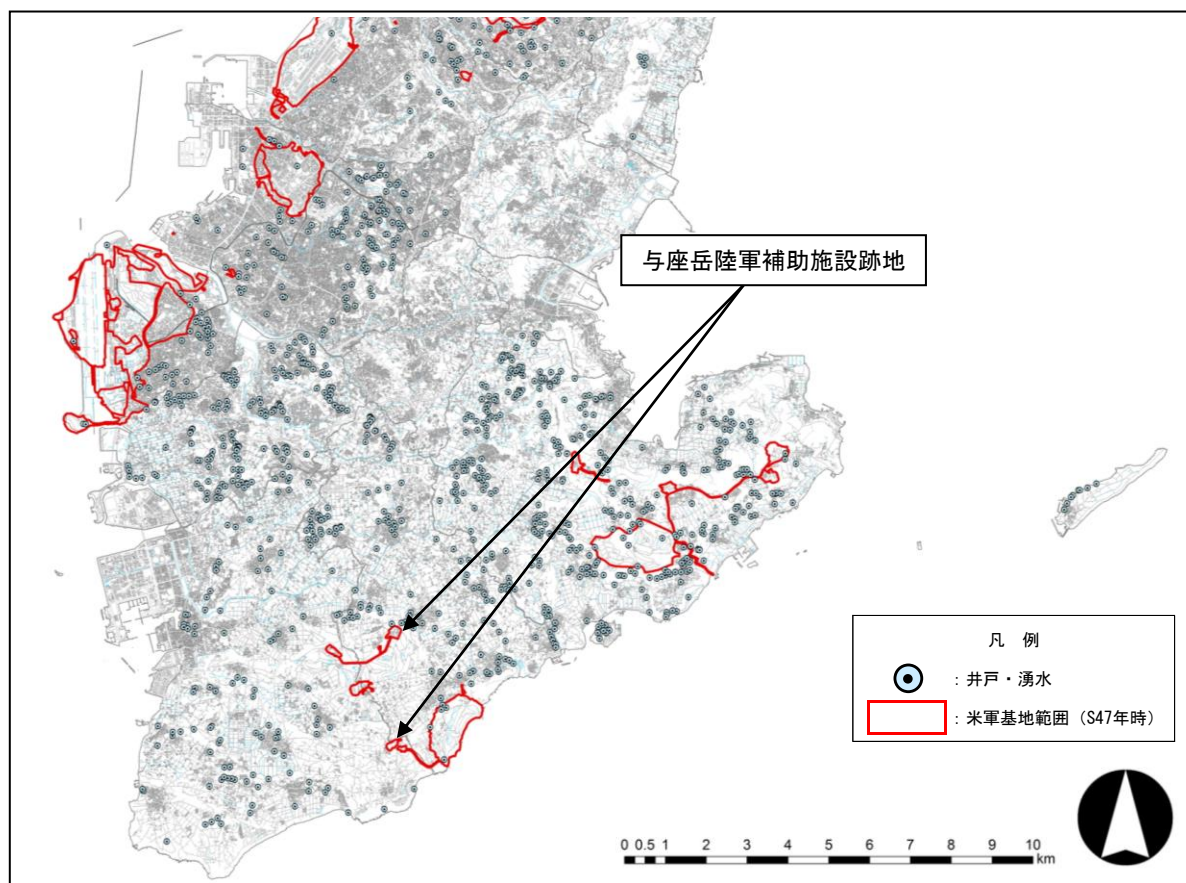 与座岳陸軍補助施設跡地
凡 例
：井戸・湧水
：米軍基地範囲（S47年時）
0 0.5 1 2 3 4 5 6 7 8 9 10
km